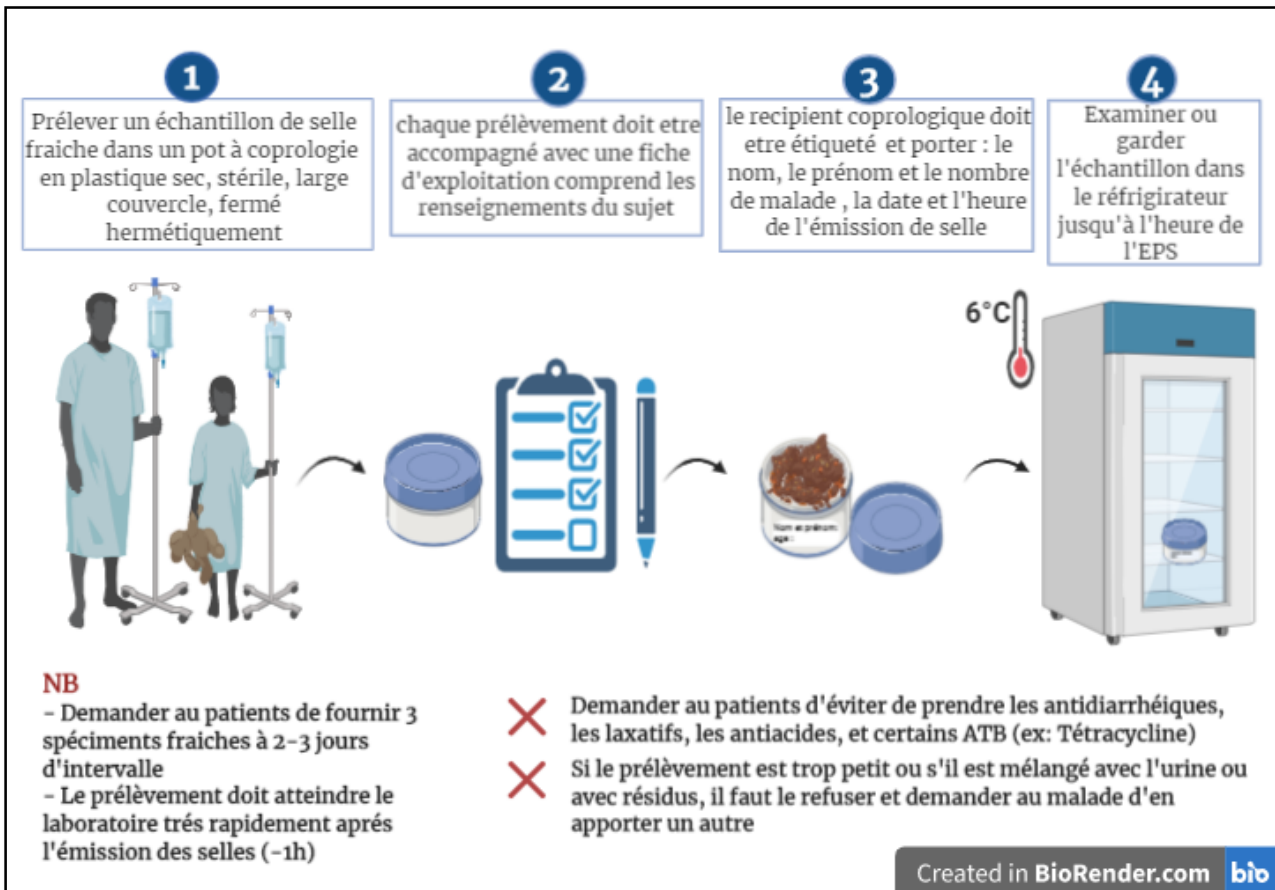 1
Prélever un échantillon de selle
fraiche dans un pot à coprologie
en plastique sec, stérile, large
couvercle, fermé
hermétiquement
2
chaque prélèvement doit etre
accompagné avec une fiche
d'exploitation comprend les
renseignements du sujet
3
le recipient coprologique doit
etre étiqueté et porter : le
nom, le prénom et le nombre
de malade , la date et l'heure
de l'émission de selle
4
Examiner ou
garder
l'échantillon dans
le réfrigirateur
jusqu'à l'heure de
l'EPS
6°C
Nom et prénom:
age :
NB
- Demander au patients de fournir 3
spéciments fraiches à 2-3 jours
d'intervalle
- Le prélèvement doit atteindre le
laboratoire trés rapidement aprés
l'émission des selles (-1h)
Demander au patients d'éviter de prendre les antidiarrhéiques,
les laxatifs, les antiacides, et certains ATB (ex: Tétracycline)
Si le prélèvement est trop petit ou s'il est mélangé avec l'urine ou
avec résidus, il faut le refuser et demander au malade d'en
apporter un autre
Created in BioRender.com bio